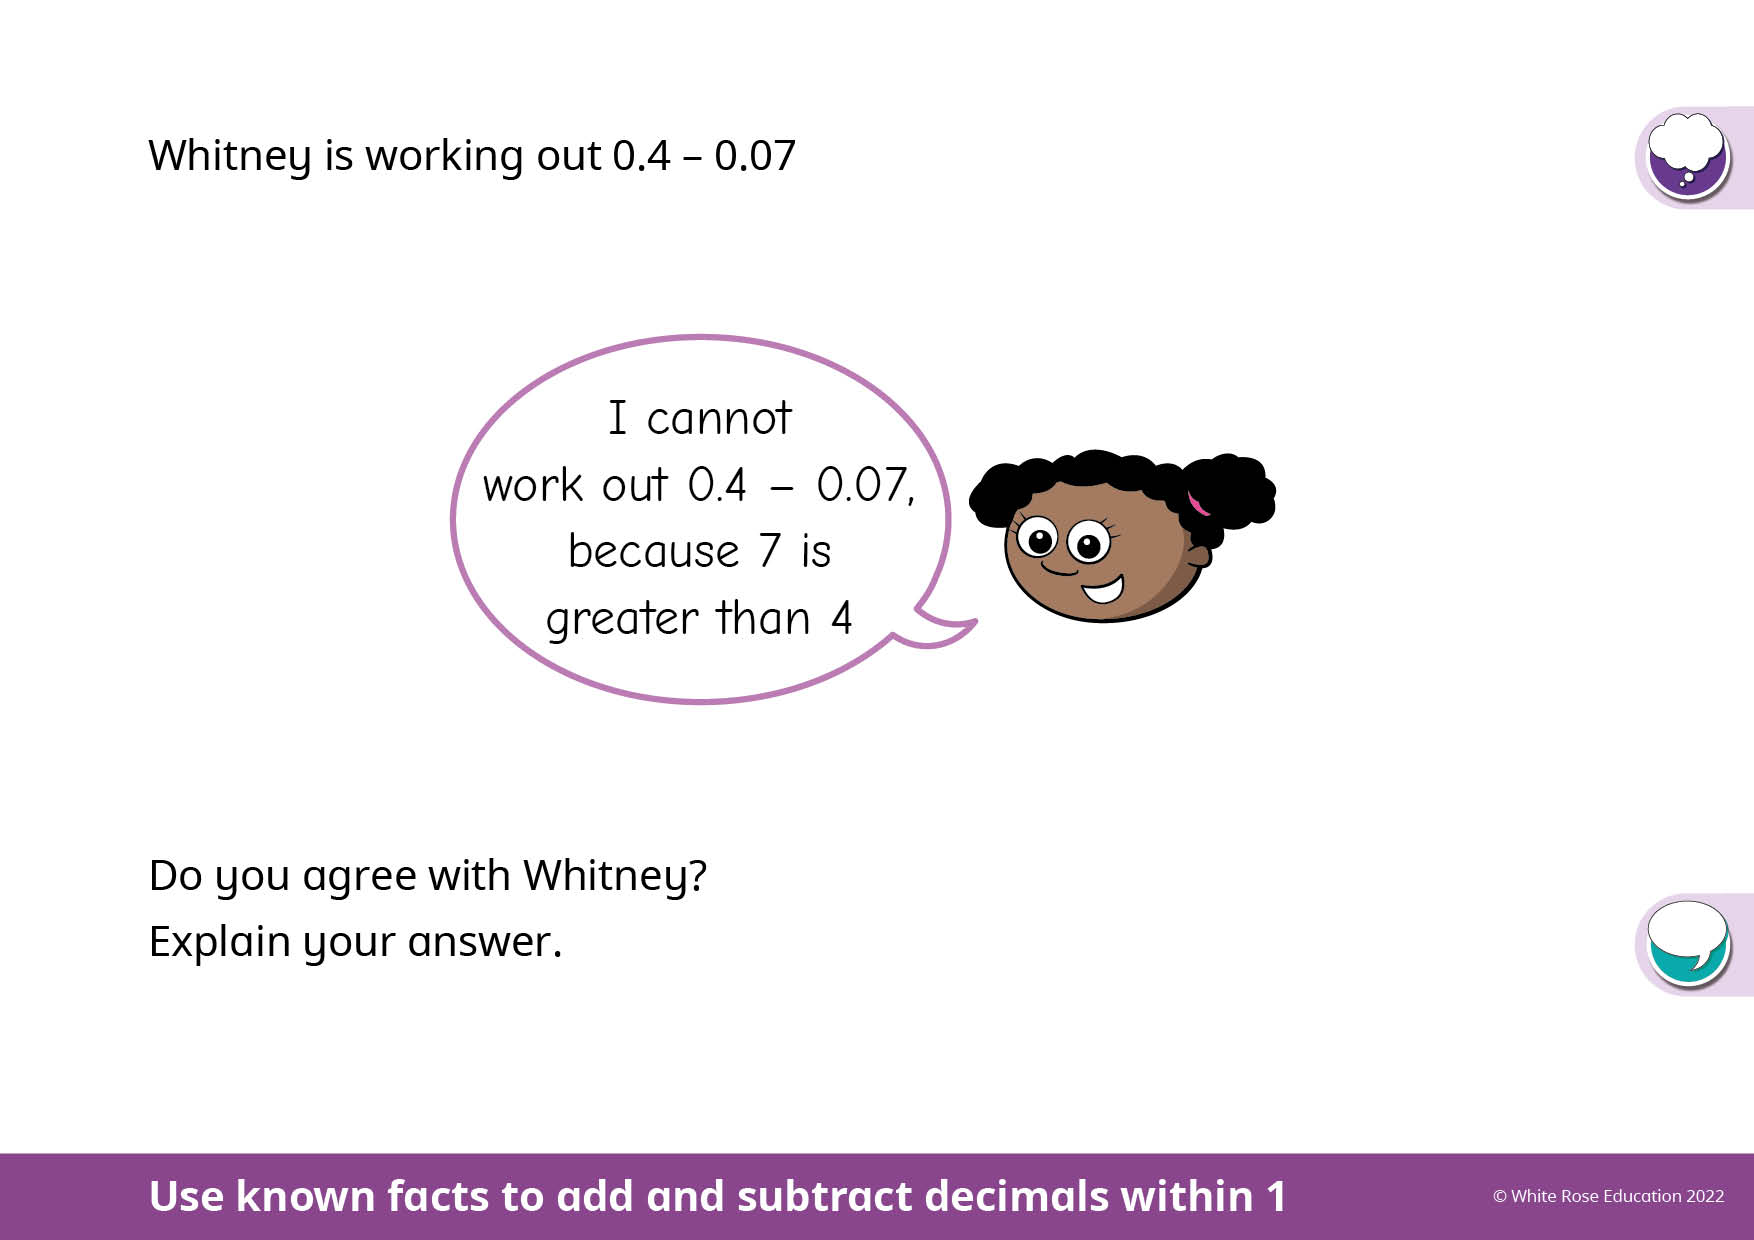 Whitney is working out 0.4 – 0.07
I cannot
work out 0.4 – 0.07,
because 7 is
greater than 4
Do you agree with Whitney?
Explain your answer.
Use known facts to add and subtract decimals within 1
© White Rose Education 2022